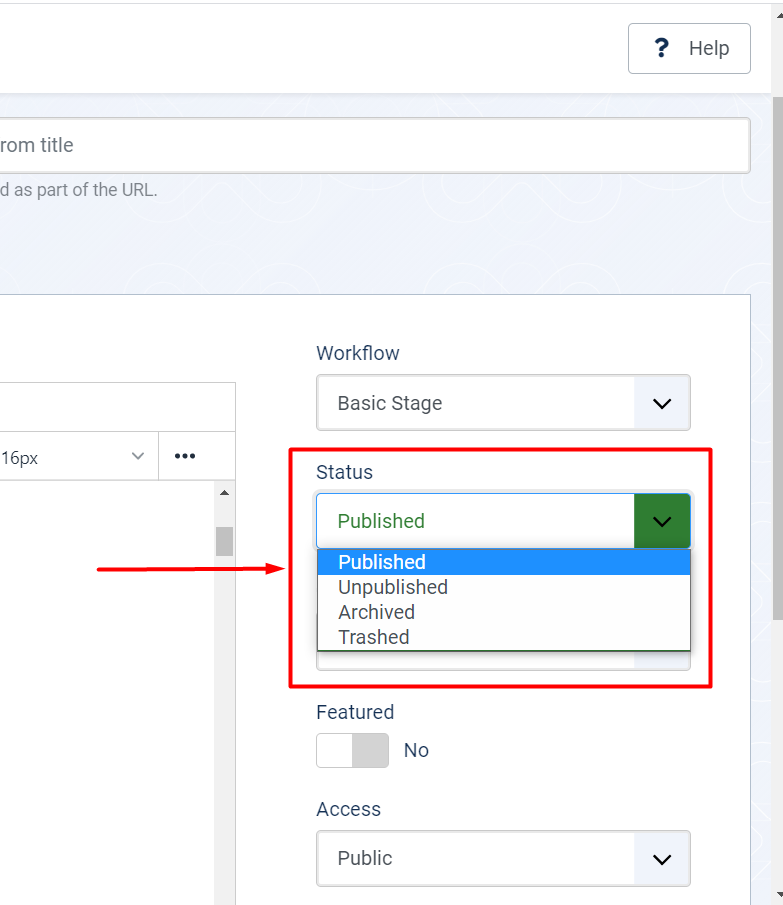 ? Help
rom title
d as part of the URL.
Workflow
Basic Stage
16px
Status
Published
Published
Unpublished
Archived
Trashed
Featured
No
Access
Public